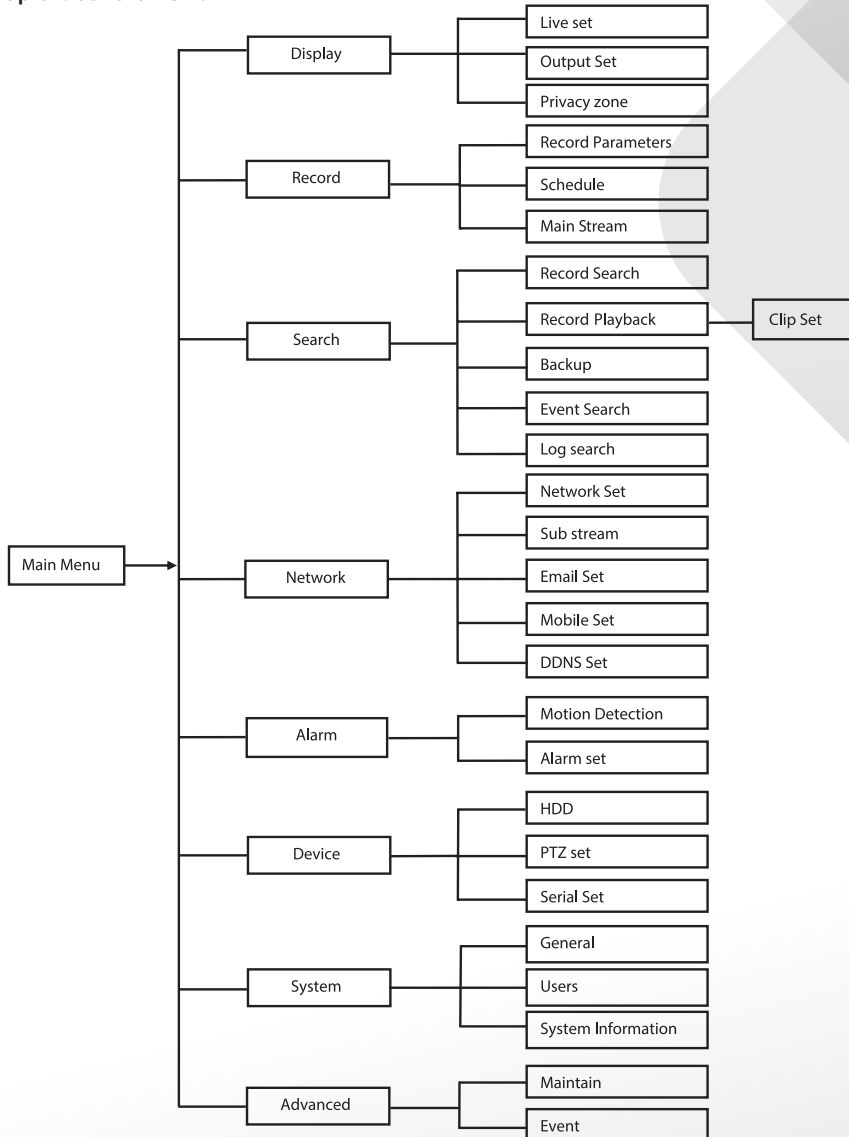 Main Menu
Display
Live set
Output Set
Privacy zone
Record
Record Parameters
Schedule
Main Stream
Search
Record Search
Record Playback
Clip Set
Backup
Event Search
Log search
Network
Network Set
Sub stream
Email Set
Mobile Set
DDNS Set
Alarm
Motion Detection
Alarm set
Device
HDD
PTZ set
Serial Set
System
General
Users
System Information
Advanced
Maintain
Event